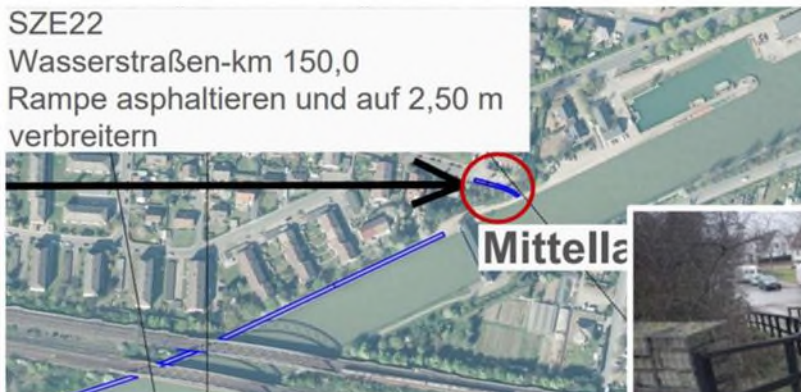 SZE22
Wasserstraßen-km 150,0
Rampe asphaltieren und auf 2,50 m
verbreitern
Mittella